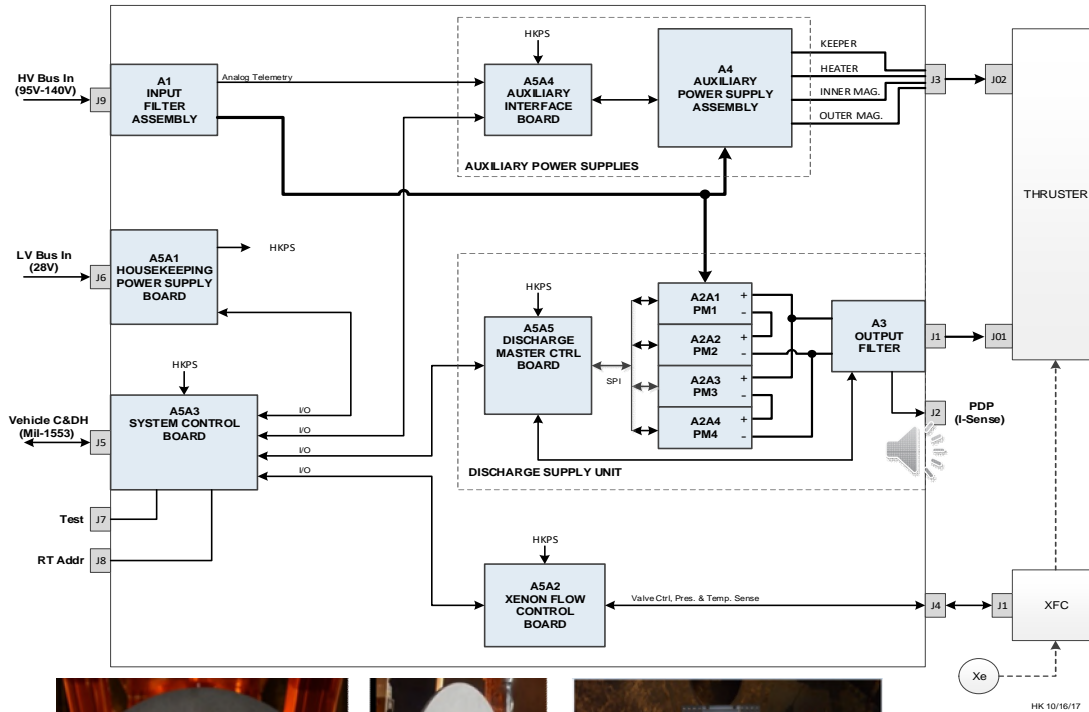 HV Bus In
(95V-140V)
J9
A1
INPUT
FILTER
ASSEMBLY
Analog Telemetry
HKPS
A5A4
AUXILIARY
INTERFACE
BOARD
A4
AUXILIARY
POWER SUPPLY
ASSEMBLY
KEEPER
HEATER
INNER MAG.
OUTER MAG.
J3
J02
AUXILIARY POWER SUPPLIES
THRUSTER
LV Bus In
(28V)
J6
A5A1
HOUSEKEEPING
POWER SUPPLY
BOARD
HKPS
HKPS
A5A5
DISCHARGE
MASTER CTRL
BOARD
SPI
A2A1
PM1
+
-
A2A2
PM2
+
-
A2A3
PM3
+
-
A2A4
PM4
+
-
A3
OUTPUT
FILTER
J1
J01
J2
PDP
(I-Sense)
DISCHARGE SUPPLY UNIT
HKPS
Vehicle C&DH
(Mil-1553)
J5
A5A3
SYSTEM CONTROL
BOARD
I/O
I/O
I/O
I/O
Test
J7
RT Addr
J8
HKPS
A5A2
XENON FLOW
CONTROL
BOARD
Valve Ctrl, Pres. & Temp. Sense
J4
J1
XFC
Xe
HK 10/16/17